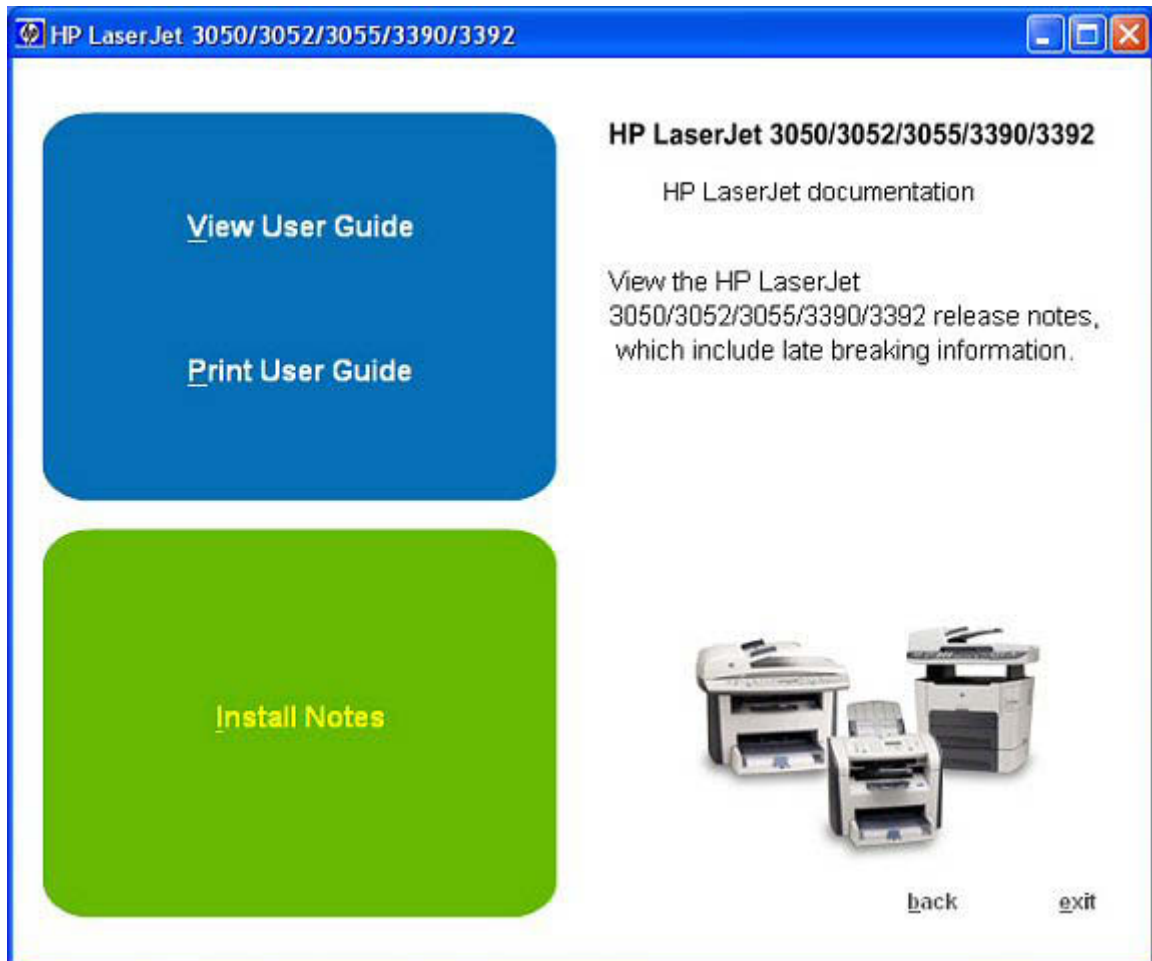 HP LaserJet 3050/3052/3055/3390/3392
View User Guide
Print User Guide
Install Notes
HP LaserJet 3050/3052/3055/3390/3392
HP LaserJet documentation
View the HP LaserJet
3050/3052/3055/3390/3392 release notes,
which include late breaking information.
back
exit